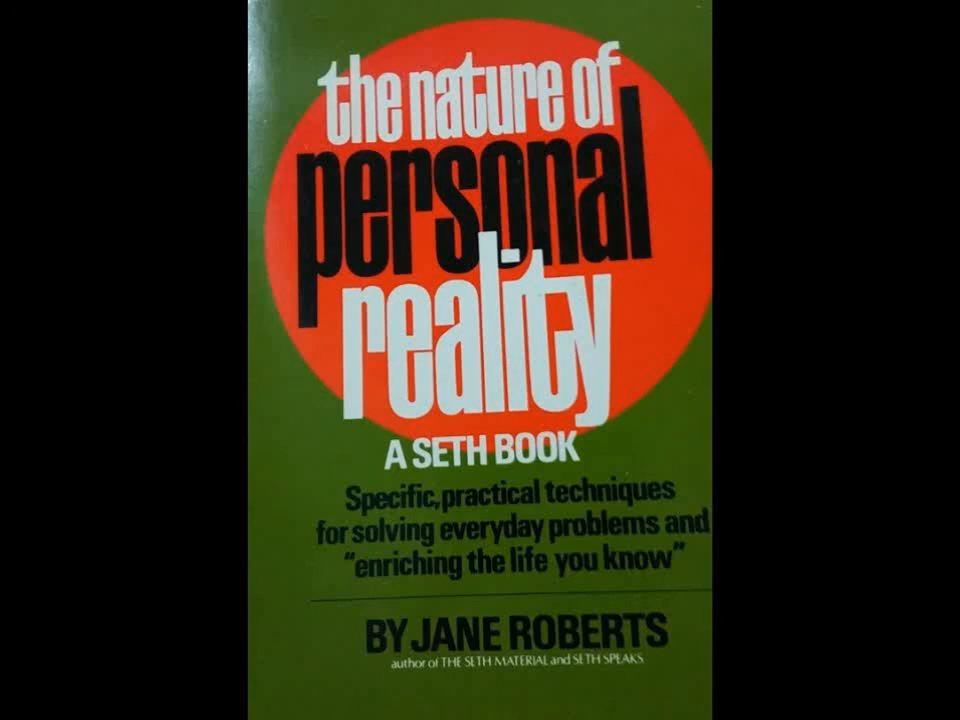 the nature of
personal
reality
A SETH BOOK
Specific, practical techniques
for solving everyday problems and
"enriching the life you know"
BY JANE ROBERTS
author of THE SETH MATERIAL and SETH SPEAKS